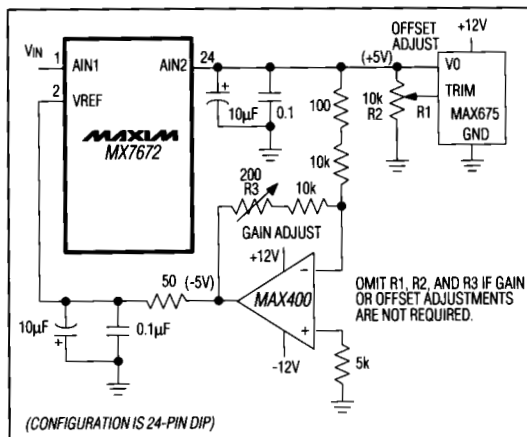 OFFSET
ADJUST
+12V
VIN
1
AIN1
AIN2
24
(+5V)
V0
2
VREF
TRIM
MAX675
GND
MAXIM
MX7672
+
10µF
0.1
100
10k
R2
R1
10k
200
R3
10k
GAIN ADJUST
+12V
50
(-5V)
−
MAX400
+
-12V
5k
10µF
+
0.1µF
OMIT R1, R2, AND R3 IF GAIN
OR OFFSET ADJUSTMENTS
ARE NOT REQUIRED.
(CONFIGURATION IS 24-PIN DIP)